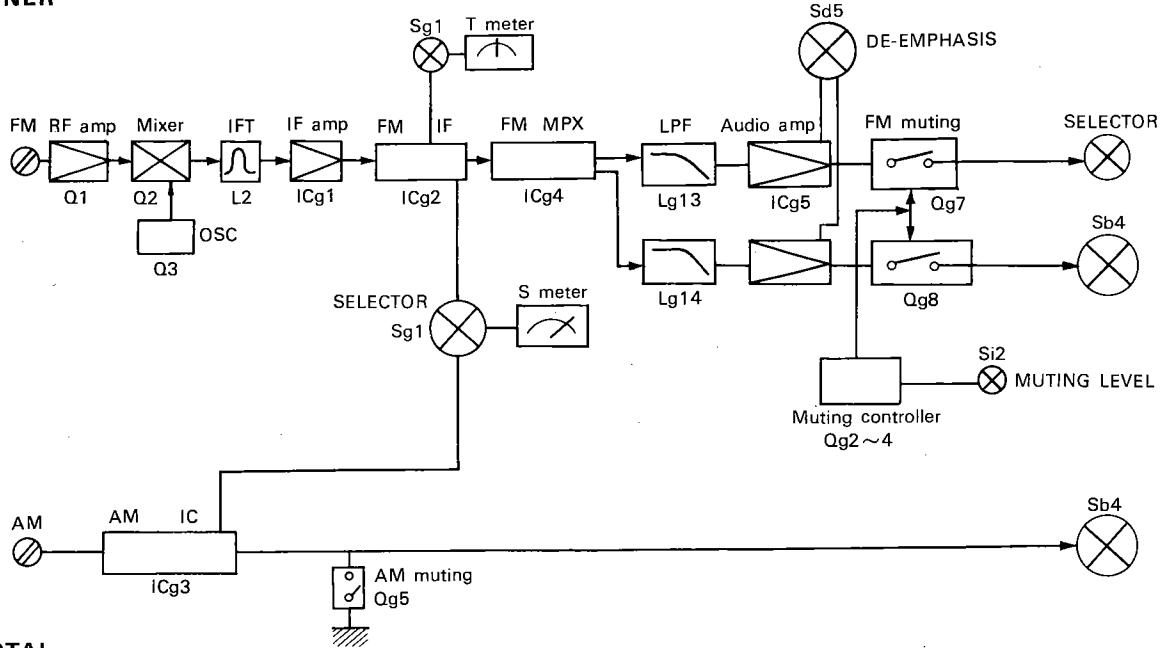 Sd5
Sg1 T meter
DE-EMPHASIS
FM RF amp Mixer IFT IF amp FM IF FM MPX LPF Audio amp FM muting SELECTOR
Q1 Q2 L2 ICg1 ICg2 ICg4 Lg13 ICg5 Qg7
OSC
Q3
Sb4
Lg14 Qg8
SELECTOR
Sg1
S meter
Si2
MUTING LEVEL
Muting controller
Qg2~4
AM AM IC Sb4
ICg3
AM muting
Qg5